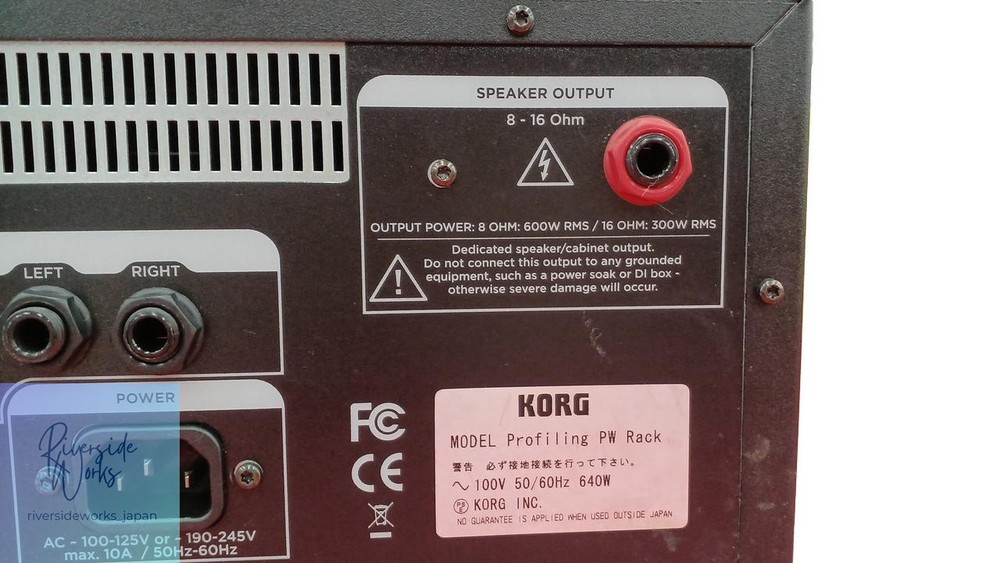 SPEAKER OUTPUT
8 - 16 Ohm
OUTPUT POWER: 8 OHM: 600W RMS / 16 OHM: 300W RMS
Dedicated speaker/cabinet output.
Do not connect this output to any grounded
equipment, such as a power soak or DI box -
otherwise severe damage will occur.
LEFT RIGHT
POWER
Riverside
Works
riversideworks_japan
AC ~ 100-125V or ~ 190-245V
max. 10A / 50Hz-60Hz
FC
CE
KORG
MODEL Profiling PW Rack
警告 必ず接地接続を行って下さい。
～ 100V 50/60Hz 640W
KORG INC.
NO GUARANTEE IS APPLIED WHEN USED OUTSIDE JAPAN